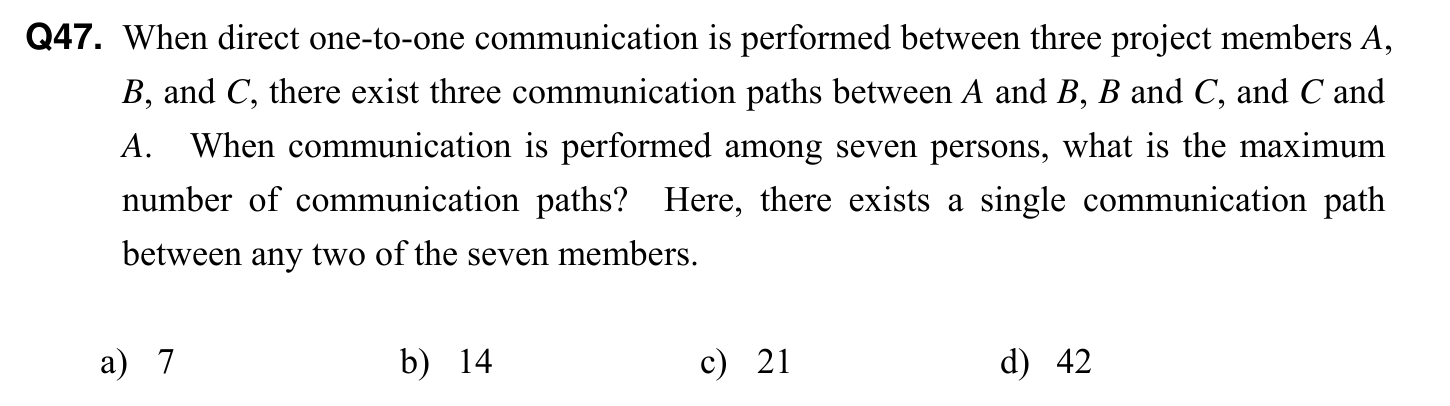 Q47. When direct one-to-one communication is performed between three project members A,
B, and C, there exist three communication paths between A and B, B and C, and C and
A. When communication is performed among seven persons, what is the maximum
number of communication paths? Here, there exists a single communication path
between any two of the seven members.
a) 7 b) 14 c) 21 d) 42